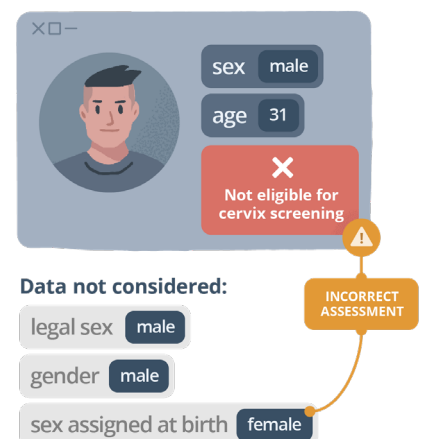 sex male
age 31
Not eligible for
cervix screening
INCORRECT
ASSESSMENT
Data not considered:
legal sex male
gender male
sex assigned at birth female